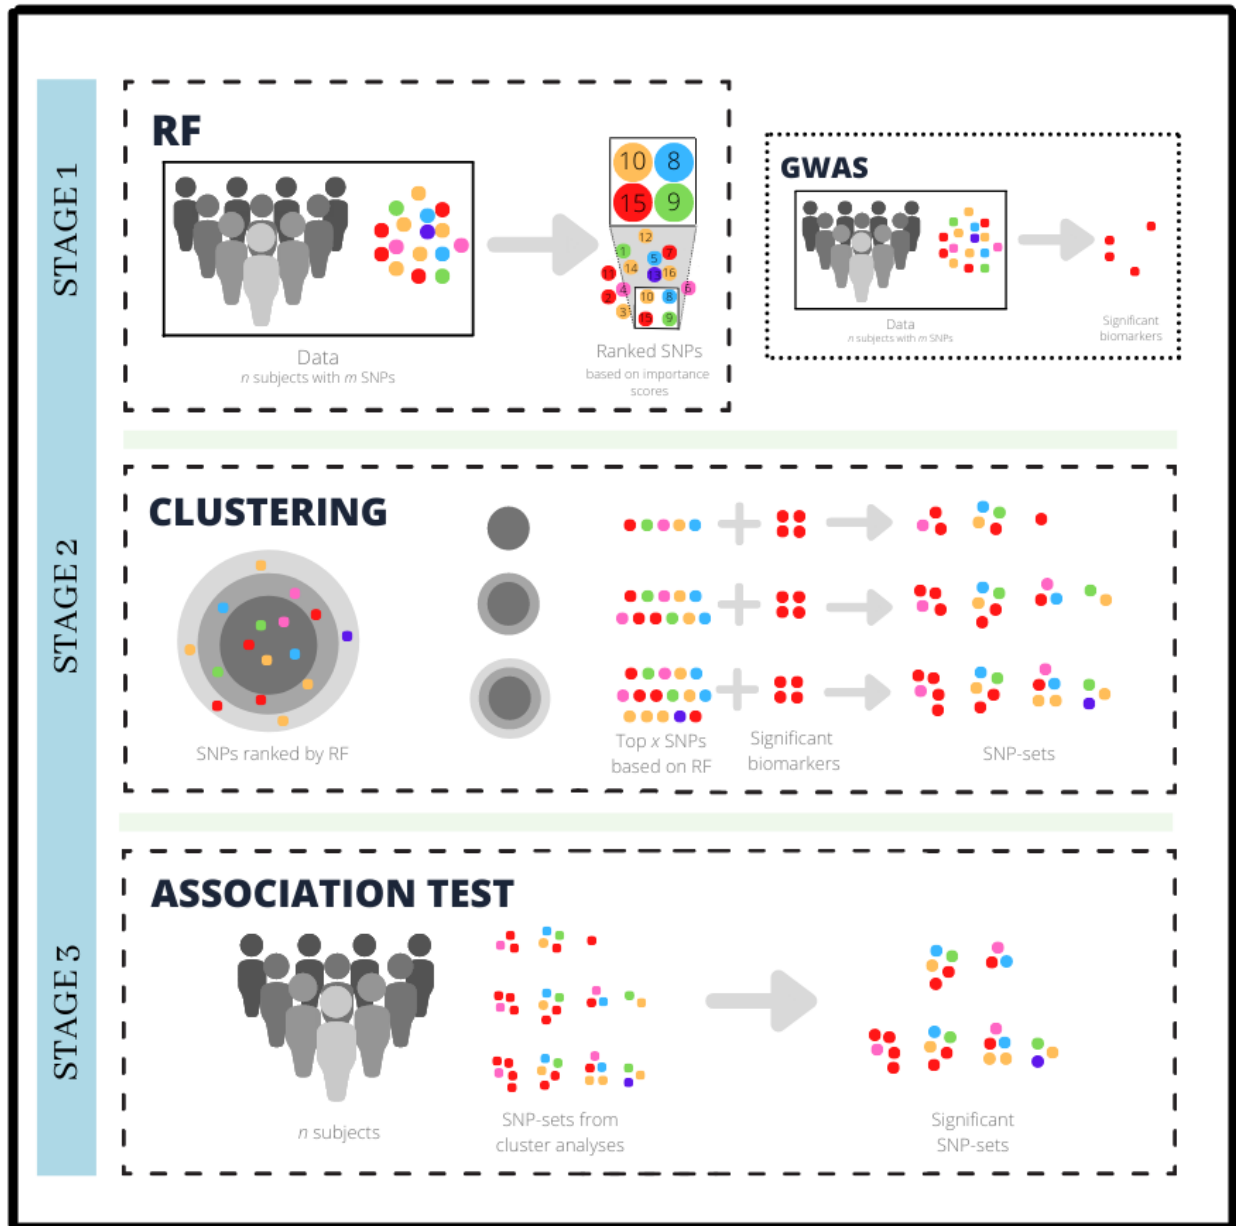 STAGE 1
RF
10 8
15 9
12
1
7
5
14
13
16
11
4
6
2
10
8
3
15
9
Data
n subjects with m SNPs
Ranked SNPs
based on importance
scores
GWAS
Data
n subjects with m SNPs
Significant
biomarkers
STAGE 2
CLUSTERING
SNPs ranked by RF
Top x SNPs
based on RF
Significant
biomarkers
SNP-sets
STAGE 3
ASSOCIATION TEST
n subjects
SNP-sets from
cluster analyses
Significant
SNP-sets